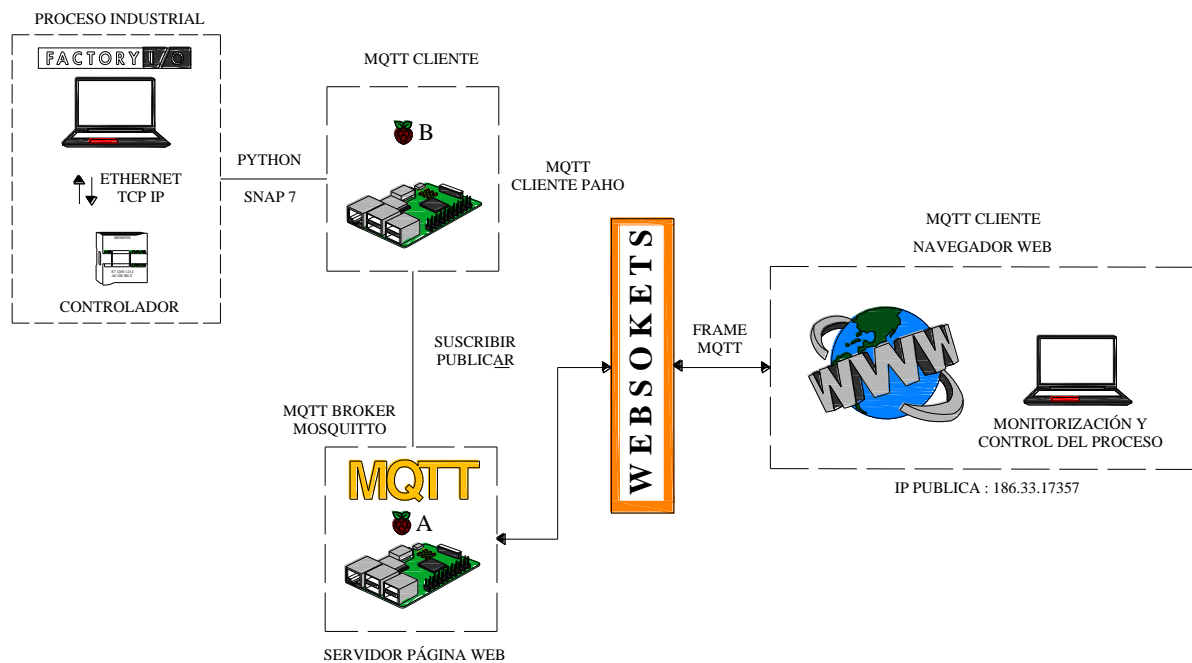 PROCESO INDUSTRIAL
FACTORY I/O
ETHERNET
TCP IP
SIEMENS
CONTROLADOR
PYTHON
SNAP 7
MQTT CLIENTE
B
MQTT
CLIENTE PAHO
SUSCRIBIR
PUBLICAR
MQTT BROKER
MOSQUITTO
MQTT
A
SERVIDOR PÁGINA WEB
WEBSOKETS
FRAME
MQTT
MQTT CLIENTE
NAVEGADOR WEB
WWW
MONITORIZACIÓN Y
CONTROL DEL PROCESO
IP PUBLICA : 186.33.17357